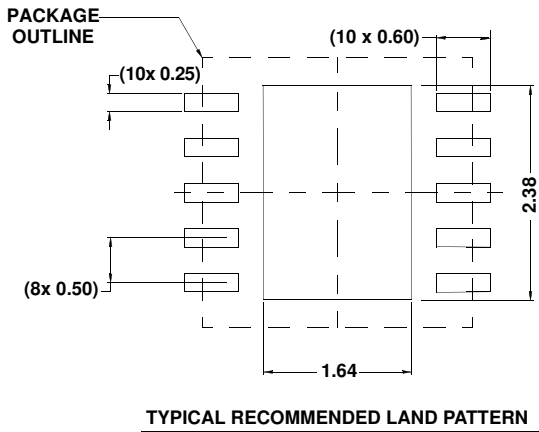 PACKAGE
OUTLINE
(10 x 0.60)
(10x 0.25)
2.38
(8x 0.50)
1.64
TYPICAL RECOMMENDED LAND PATTERN